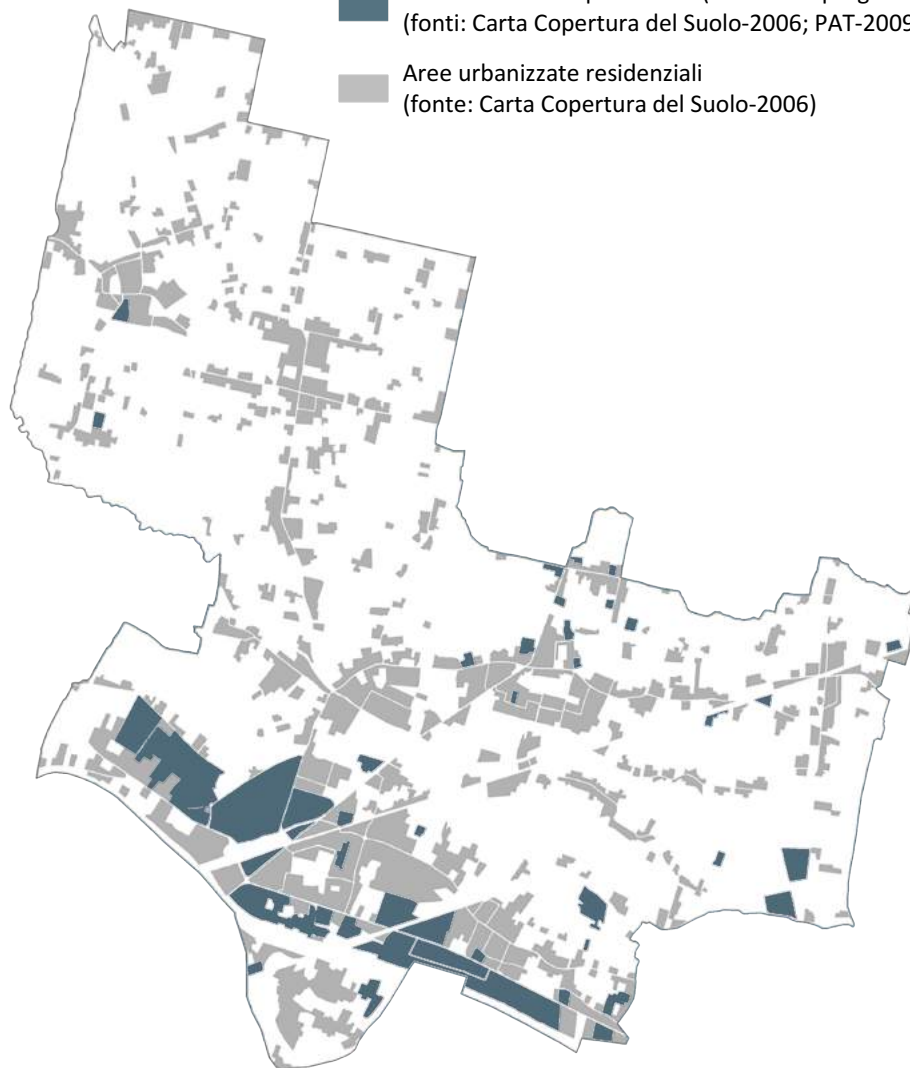 (fonti: Carta Copertura del Suolo-2006; PAT-2009
Aree urbanizzate residenziali
(fonte: Carta Copertura del Suolo-2006)